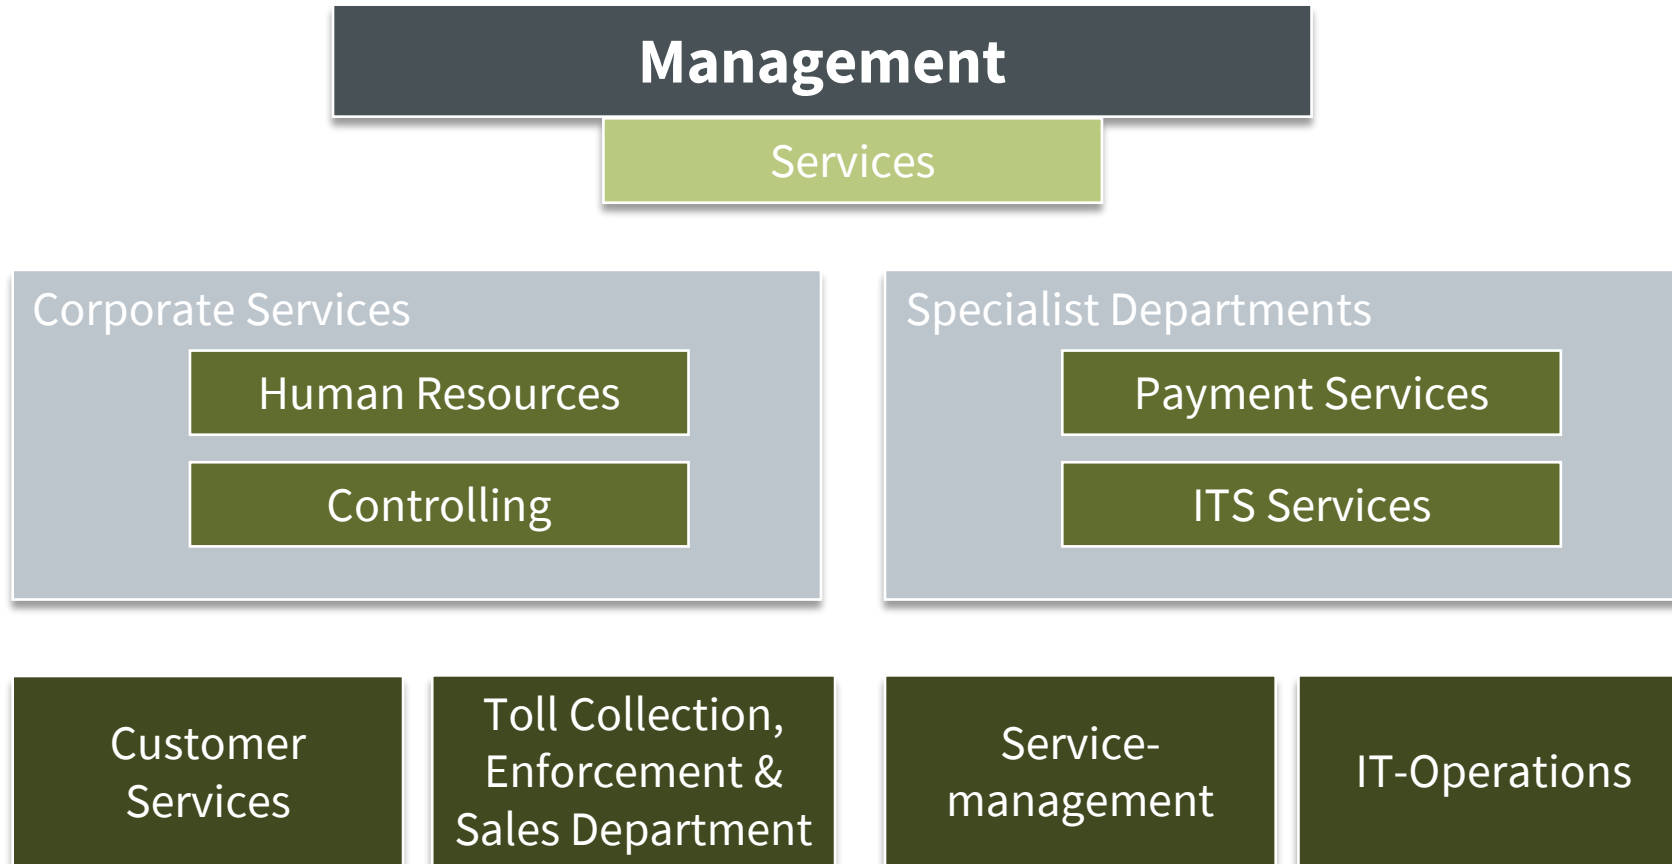 Management
Services
Corporate Services
Human Resources
Controlling
Specialist Departments
Payment Services
ITS Services
Customer
Services
Toll Collection,
Enforcement &
Sales Department
Service-
management
IT-Operations